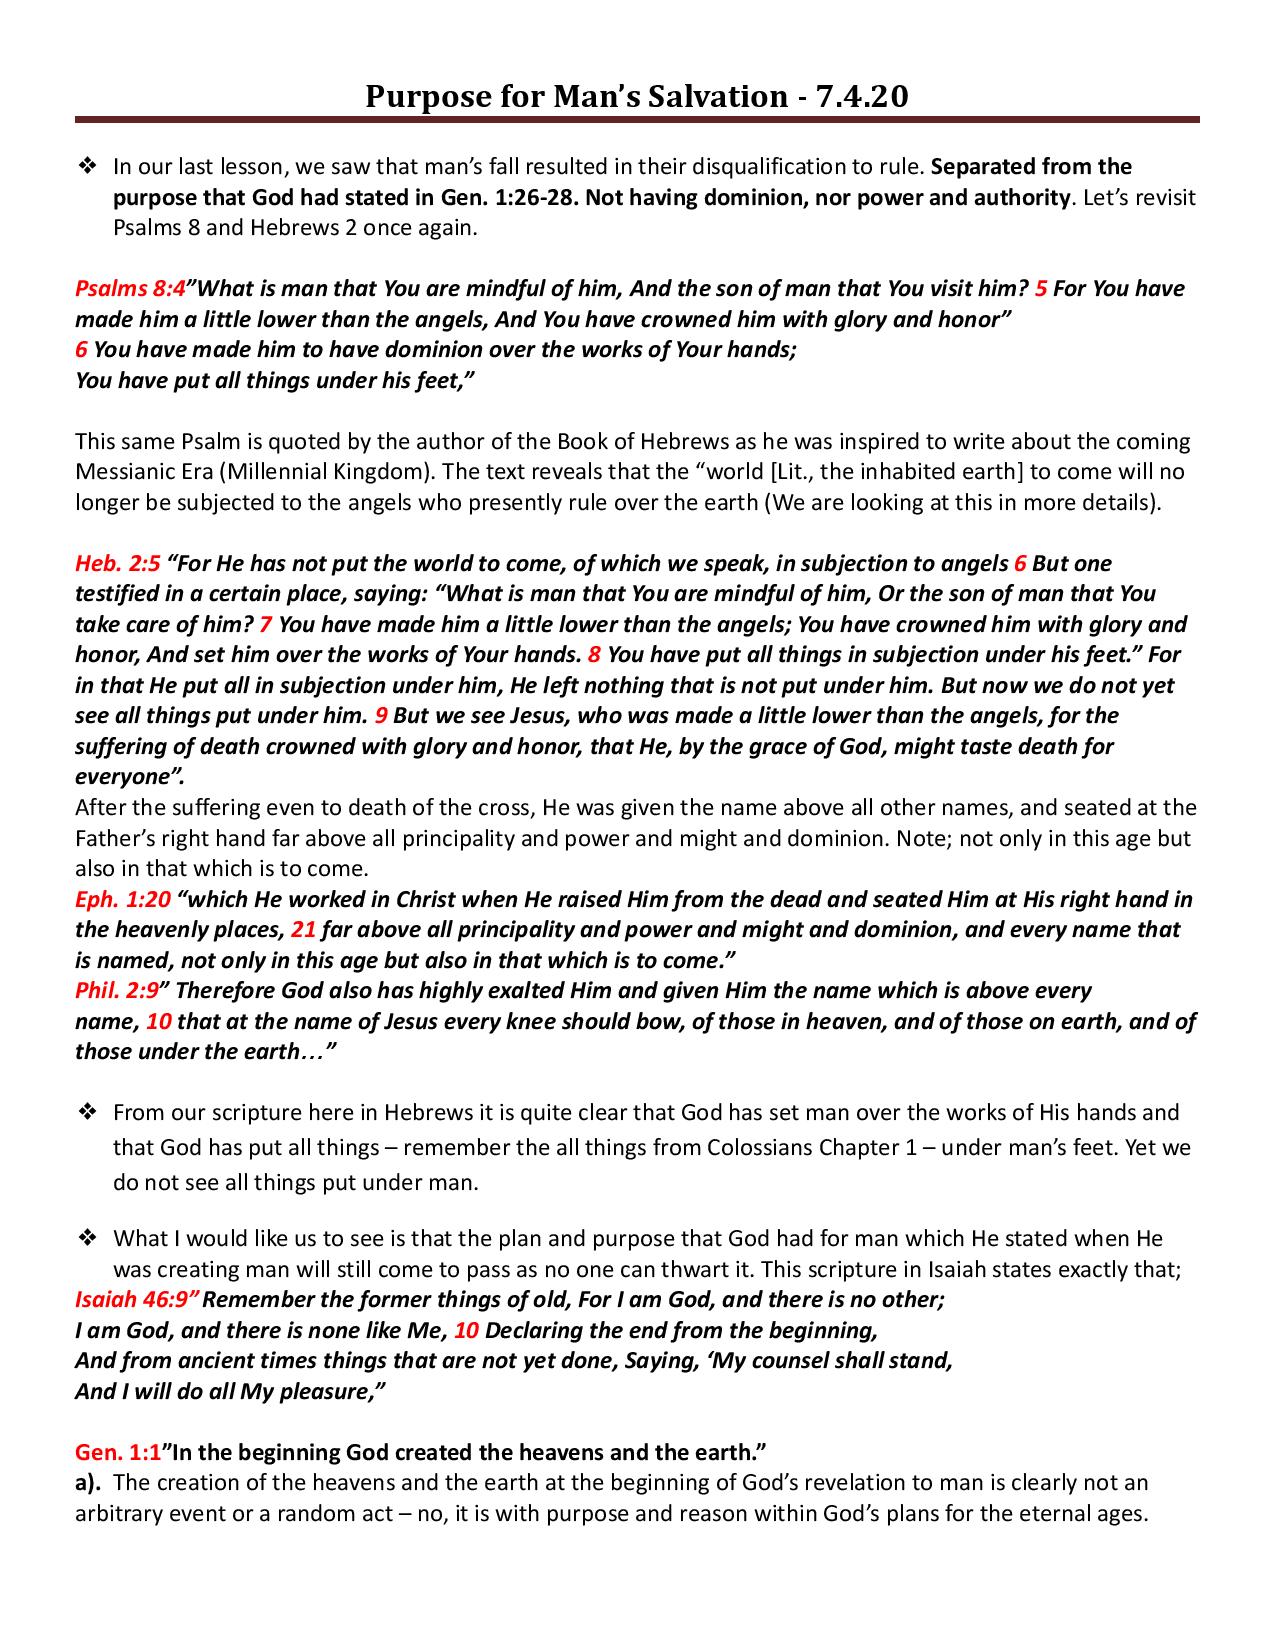 Purpose for Man’s Salvation - 7.4.20
❖ In our last lesson, we saw that man’s fall resulted in their disqualification to rule. Separated from the
purpose that God had stated in Gen. 1:26-28. Not having dominion, nor power and authority. Let’s revisit
Psalms 8 and Hebrews 2 once again.
Psalms 8:4”What is man that You are mindful of him, And the son of man that You visit him? 5 For You have
made him a little lower than the angels, And You have crowned him with glory and honor”
6 You have made him to have dominion over the works of Your hands;
You have put all things under his feet,”
This same Psalm is quoted by the author of the Book of Hebrews as he was inspired to write about the coming
Messianic Era (Millennial Kingdom). The text reveals that the “world [Lit., the inhabited earth] to come will no
longer be subjected to the angels who presently rule over the earth (We are looking at this in more details).
Heb. 2:5 “For He has not put the world to come, of which we speak, in subjection to angels 6 But one
testified in a certain place, saying: “What is man that You are mindful of him, Or the son of man that You
take care of him? 7 You have made him a little lower than the angels; You have crowned him with glory and
honor, And set him over the works of Your hands. 8 You have put all things in subjection under his feet.” For
in that He put all in subjection under him, He left nothing that is not put under him. But now we do not yet
see all things put under him. 9 But we see Jesus, who was made a little lower than the angels, for the
suffering of death crowned with glory and honor, that He, by the grace of God, might taste death for
everyone”.
After the suffering even to death of the cross, He was given the name above all other names, and seated at the
Father’s right hand far above all principality and power and might and dominion. Note; not only in this age but
also in that which is to come.
Eph. 1:20 “which He worked in Christ when He raised Him from the dead and seated Him at His right hand in
the heavenly places, 21 far above all principality and power and might and dominion, and every name that
is named, not only in this age but also in that which is to come.”
Phil. 2:9” Therefore God also has highly exalted Him and given Him the name which is above every
name, 10 that at the name of Jesus every knee should bow, of those in heaven, and of those on earth, and of
those under the earth…”
❖ From our scripture here in Hebrews it is quite clear that God has set man over the works of His hands and
that God has put all things – remember the all things from Colossians Chapter 1 – under man’s feet. Yet we
do not see all things put under man.
❖ What I would like us to see is that the plan and purpose that God had for man which He stated when He
was creating man will still come to pass as no one can thwart it. This scripture in Isaiah states exactly that;
Isaiah 46:9”Remember the former things of old, For I am God, and there is no other;
I am God, and there is none like Me, 10 Declaring the end from the beginning,
And from ancient times things that are not yet done, Saying, ‘My counsel shall stand,
And I will do all My pleasure,”
Gen. 1:1”In the beginning God created the heavens and the earth.”
a). The creation of the heavens and the earth at the beginning of God’s revelation to man is clearly not an
arbitrary event or a random act – no, it is with purpose and reason within God’s plans for the eternal ages.